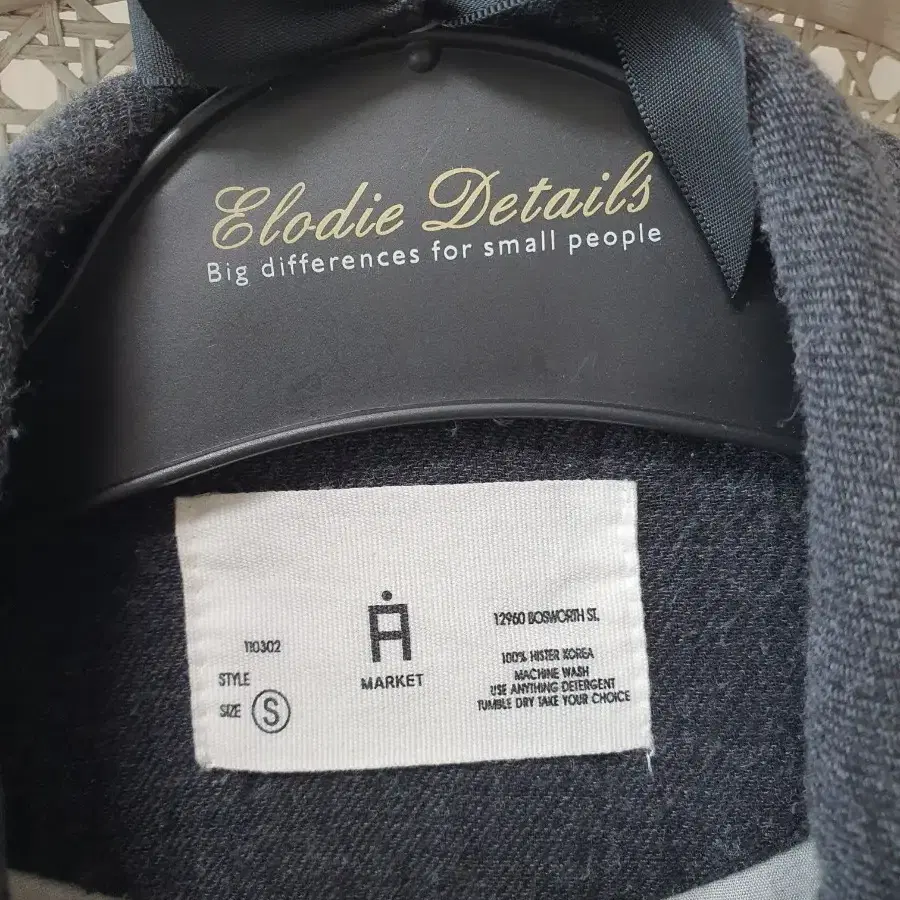 Elodie Details
Big differences for small people
110302
STYLE
SIZE S
MARKET
12960 BOSWORTH ST.
100% HISTER KOREA
MACHINE WASH
USE ANYTHING DETERGENT
TUMBLE DRY TAKE YOUR CHOICE